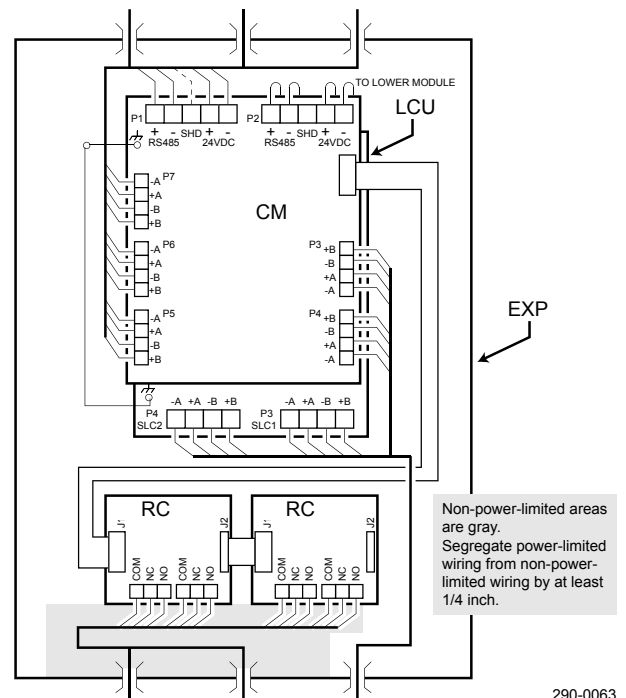 TO LOWER MODULE
P1
+ - SHD + -
RS485 24VDC
P2
+ - SHD + -
RS485 24VDC
LCU
P7
-A
+A
-B
+B
CM
P6
-A
+A
-B
+B
P3
+B
-B
+A
-A
P5
-A
+A
-B
+B
P4
+B
-B
+A
-A
EXP
P4
SLC2
-A +A -B +B
P3
SLC1
-A +A -B +B
RC
J1
J2
COM
NC
NO
COM
NC
NO
RC
J1
J2
COM
NC
NO
COM
NC
NO
Non-power-limited areas
are gray.
Segregate power-limited
wiring from non-power-
limited wiring by at least
1/4 inch.
290-0063